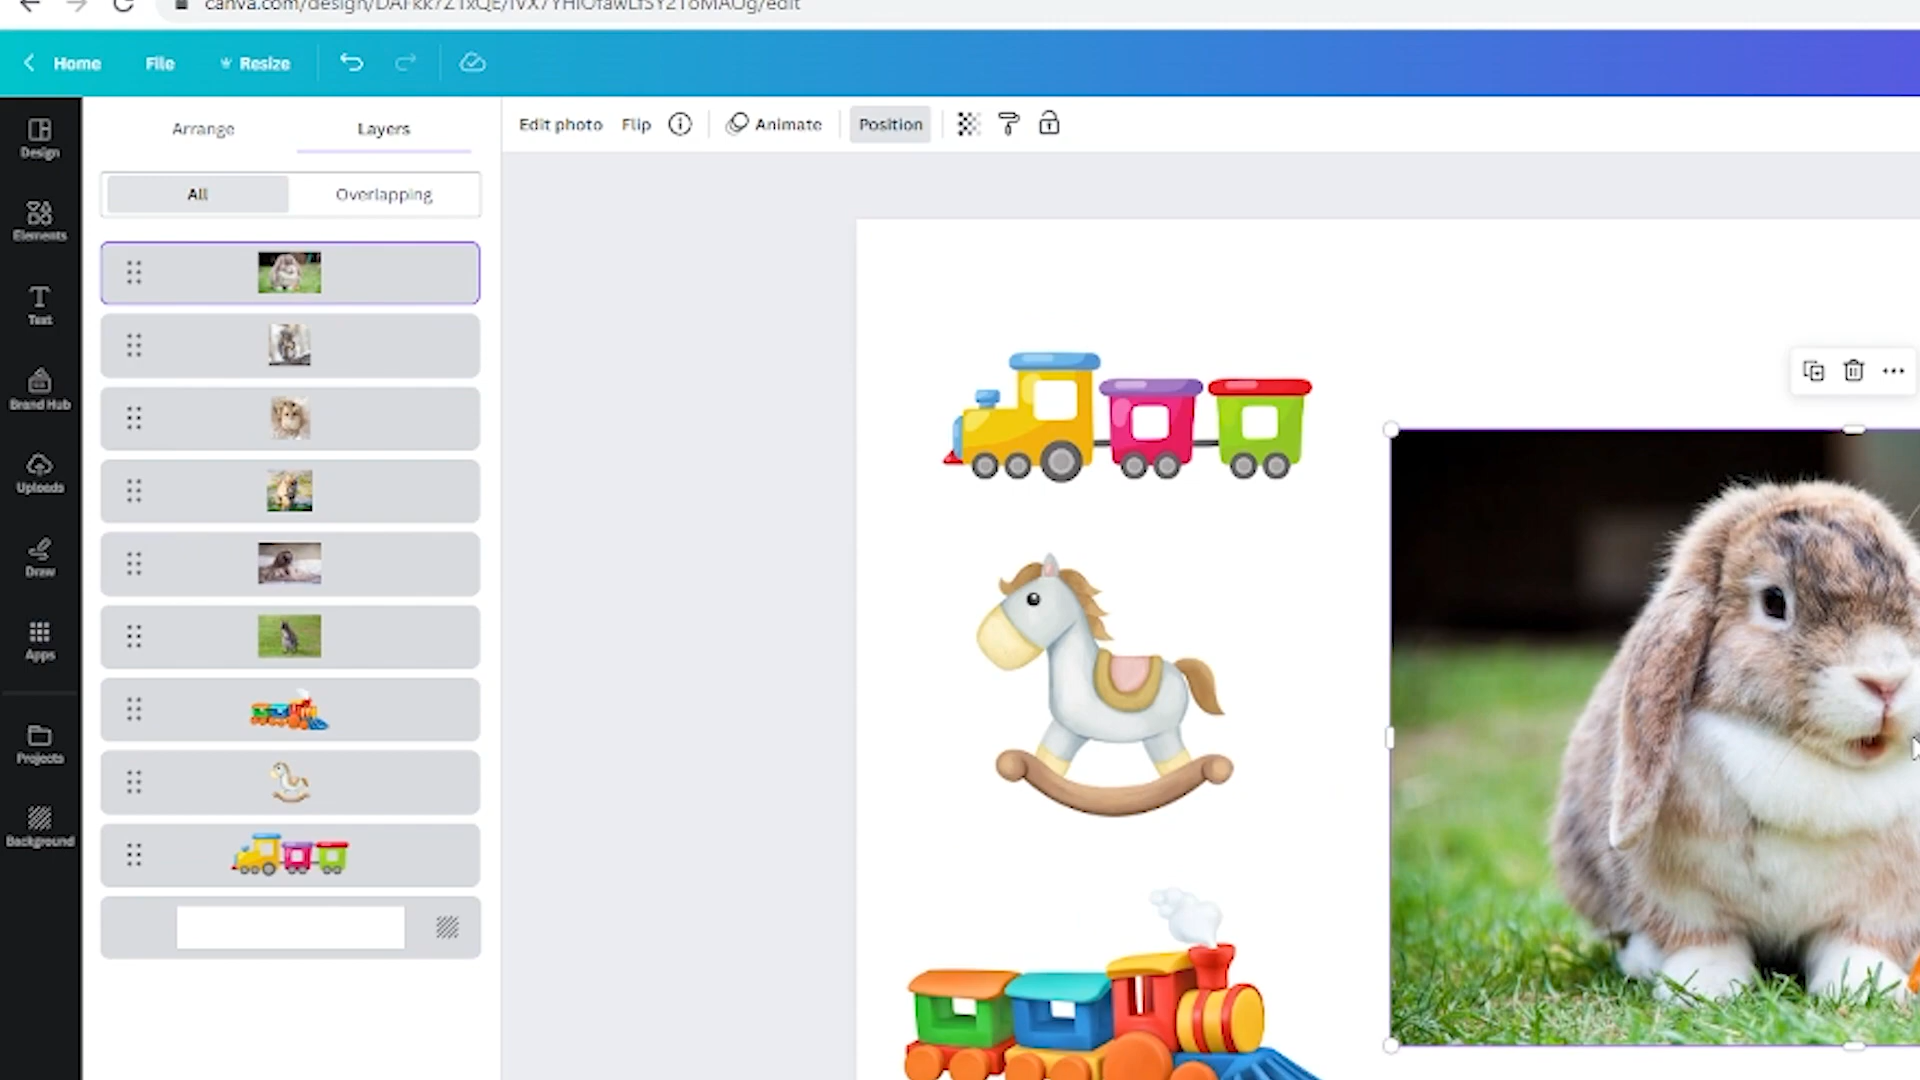 Home File Resize
Design
Elements
Text
Brand Hub
Uploads
Draw
Apps
Projects
Background
Arrange Layers
All Overlapping
Edit photo Flip Animate Position